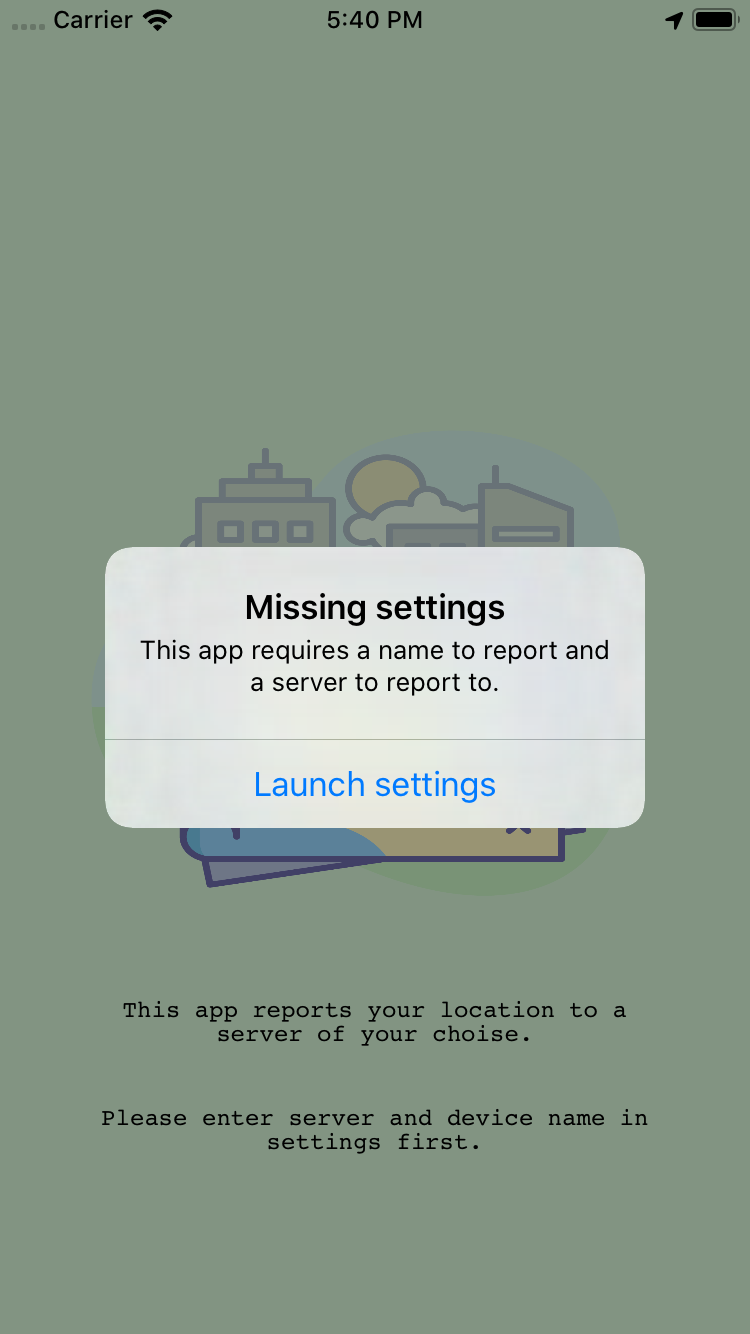 Carrier 5:40 PM
Missing settings
This app requires a name to report and
a server to report to.
Launch settings
This app reports your location to a
server of your choise.
Please enter server and device name in
settings first.